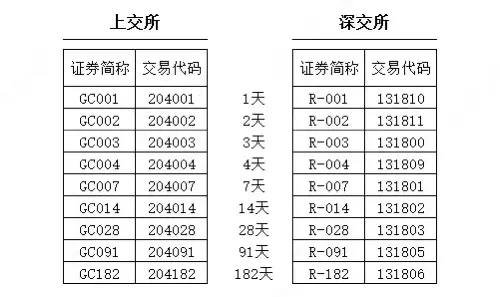 上交所 深交所
证券简称 交易代码 证券简称 交易代码
GC001 204001 1天 R-001 131810
GC002 204002 2天 R-002 131811
GC003 204003 3天 R-003 131800
GC004 204004 4天 R-004 131809
GC007 204007 7天 R-007 131801
GC014 204014 14天 R-014 131802
GC028 204028 28天 R-028 131803
GC091 204091 91天 R-091 131805
GC182 204182 182天 R-182 131806